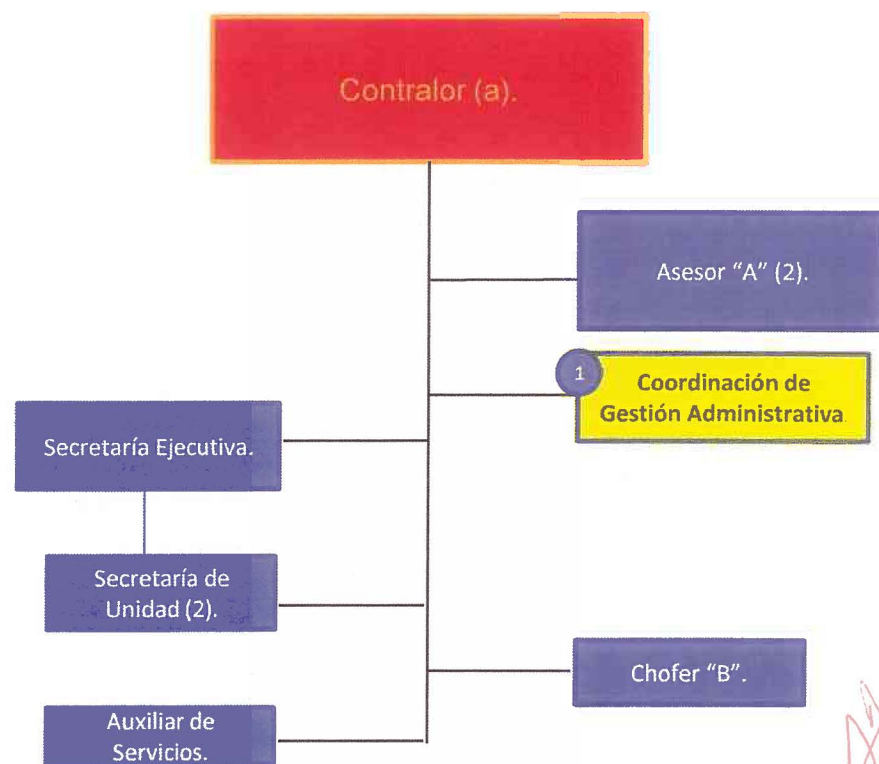 Contralor (a).
Asesor "A" (2).
1
Coordinación de
Gestión Administrativa
Secretaría Ejecutiva.
Secretaría de
Unidad (2).
Chofer "B".
Auxiliar de
Servicios.